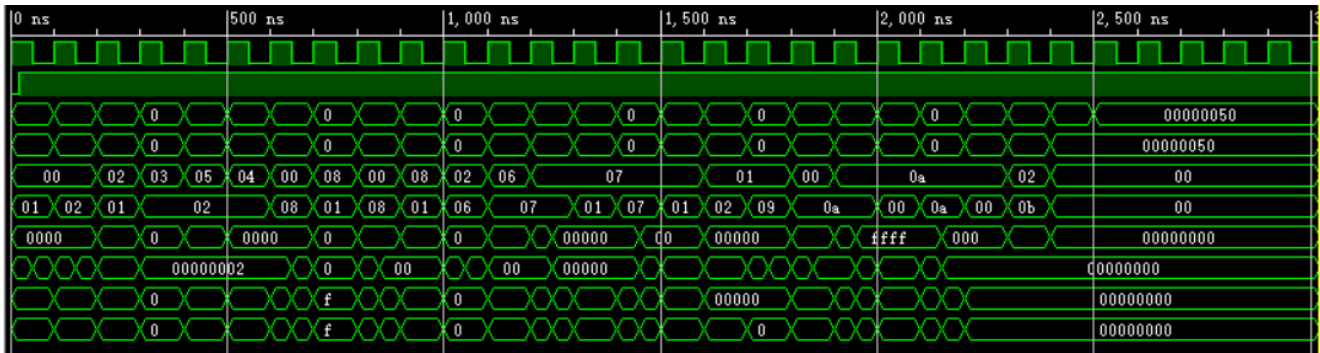 0 ns 500 ns 1,000 ns 1,500 ns 2,000 ns 2,500 ns
0 0 0 0 0 0 00000050
0 0 0 0 0 0 00000050
00 02 03 05 04 00 08 00 08 02 06 07 01 00 0a 02 00
01 02 01 02 08 01 08 01 06 07 01 07 01 02 09 0a 00 0a 00 0b 00
0000 0 0000 0 0 00000 00 00000 ffff 000 00000000
00000002 0 00 00 00000 00000000
0 f 0 00000 00000000
0 f 0 0 00000000